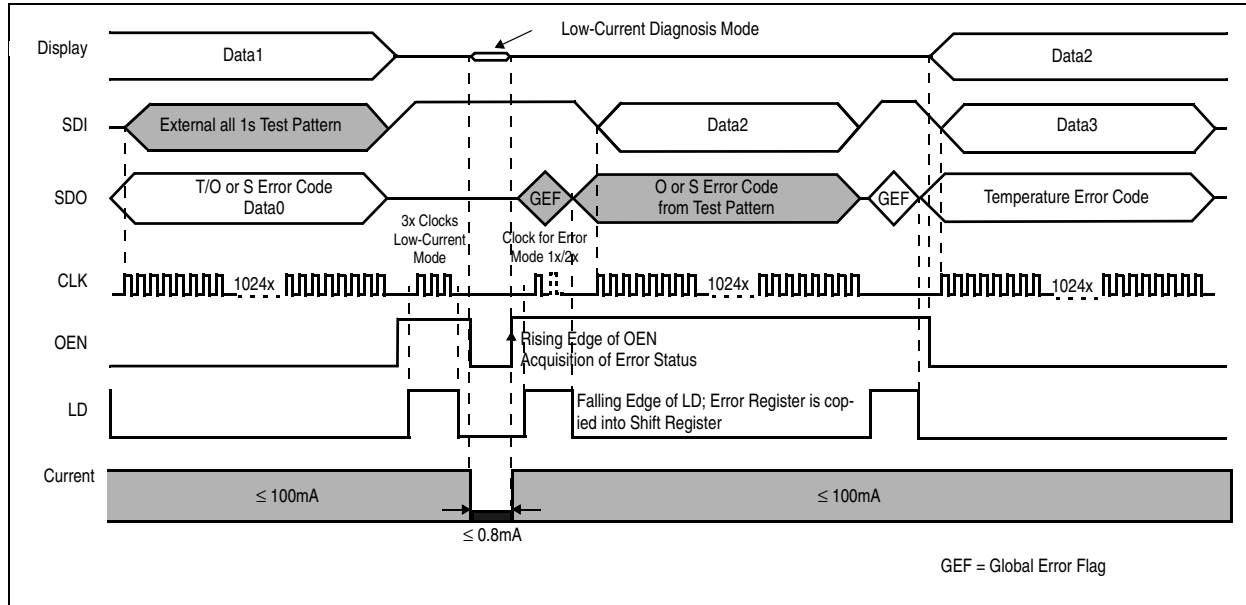 Low-Current Diagnosis Mode
Display
Data1
Data2
SDI
External all 1s Test Pattern
Data2
Data3
SDO
T/O or S Error Code
Data0
GEF
O or S Error Code
from Test Pattern
GEF
Temperature Error Code
3x Clocks
Low-Current
Mode
Clock for Error
Mode 1x/2x
CLK
1024x
1024x
1024x
OEN
Rising Edge of OEN
Acquisition of Error Status
LD
Falling Edge of LD; Error Register is cop-
ied into Shift Register
Current
≤ 100mA
≤ 100mA
≤ 0.8mA
GEF = Global Error Flag